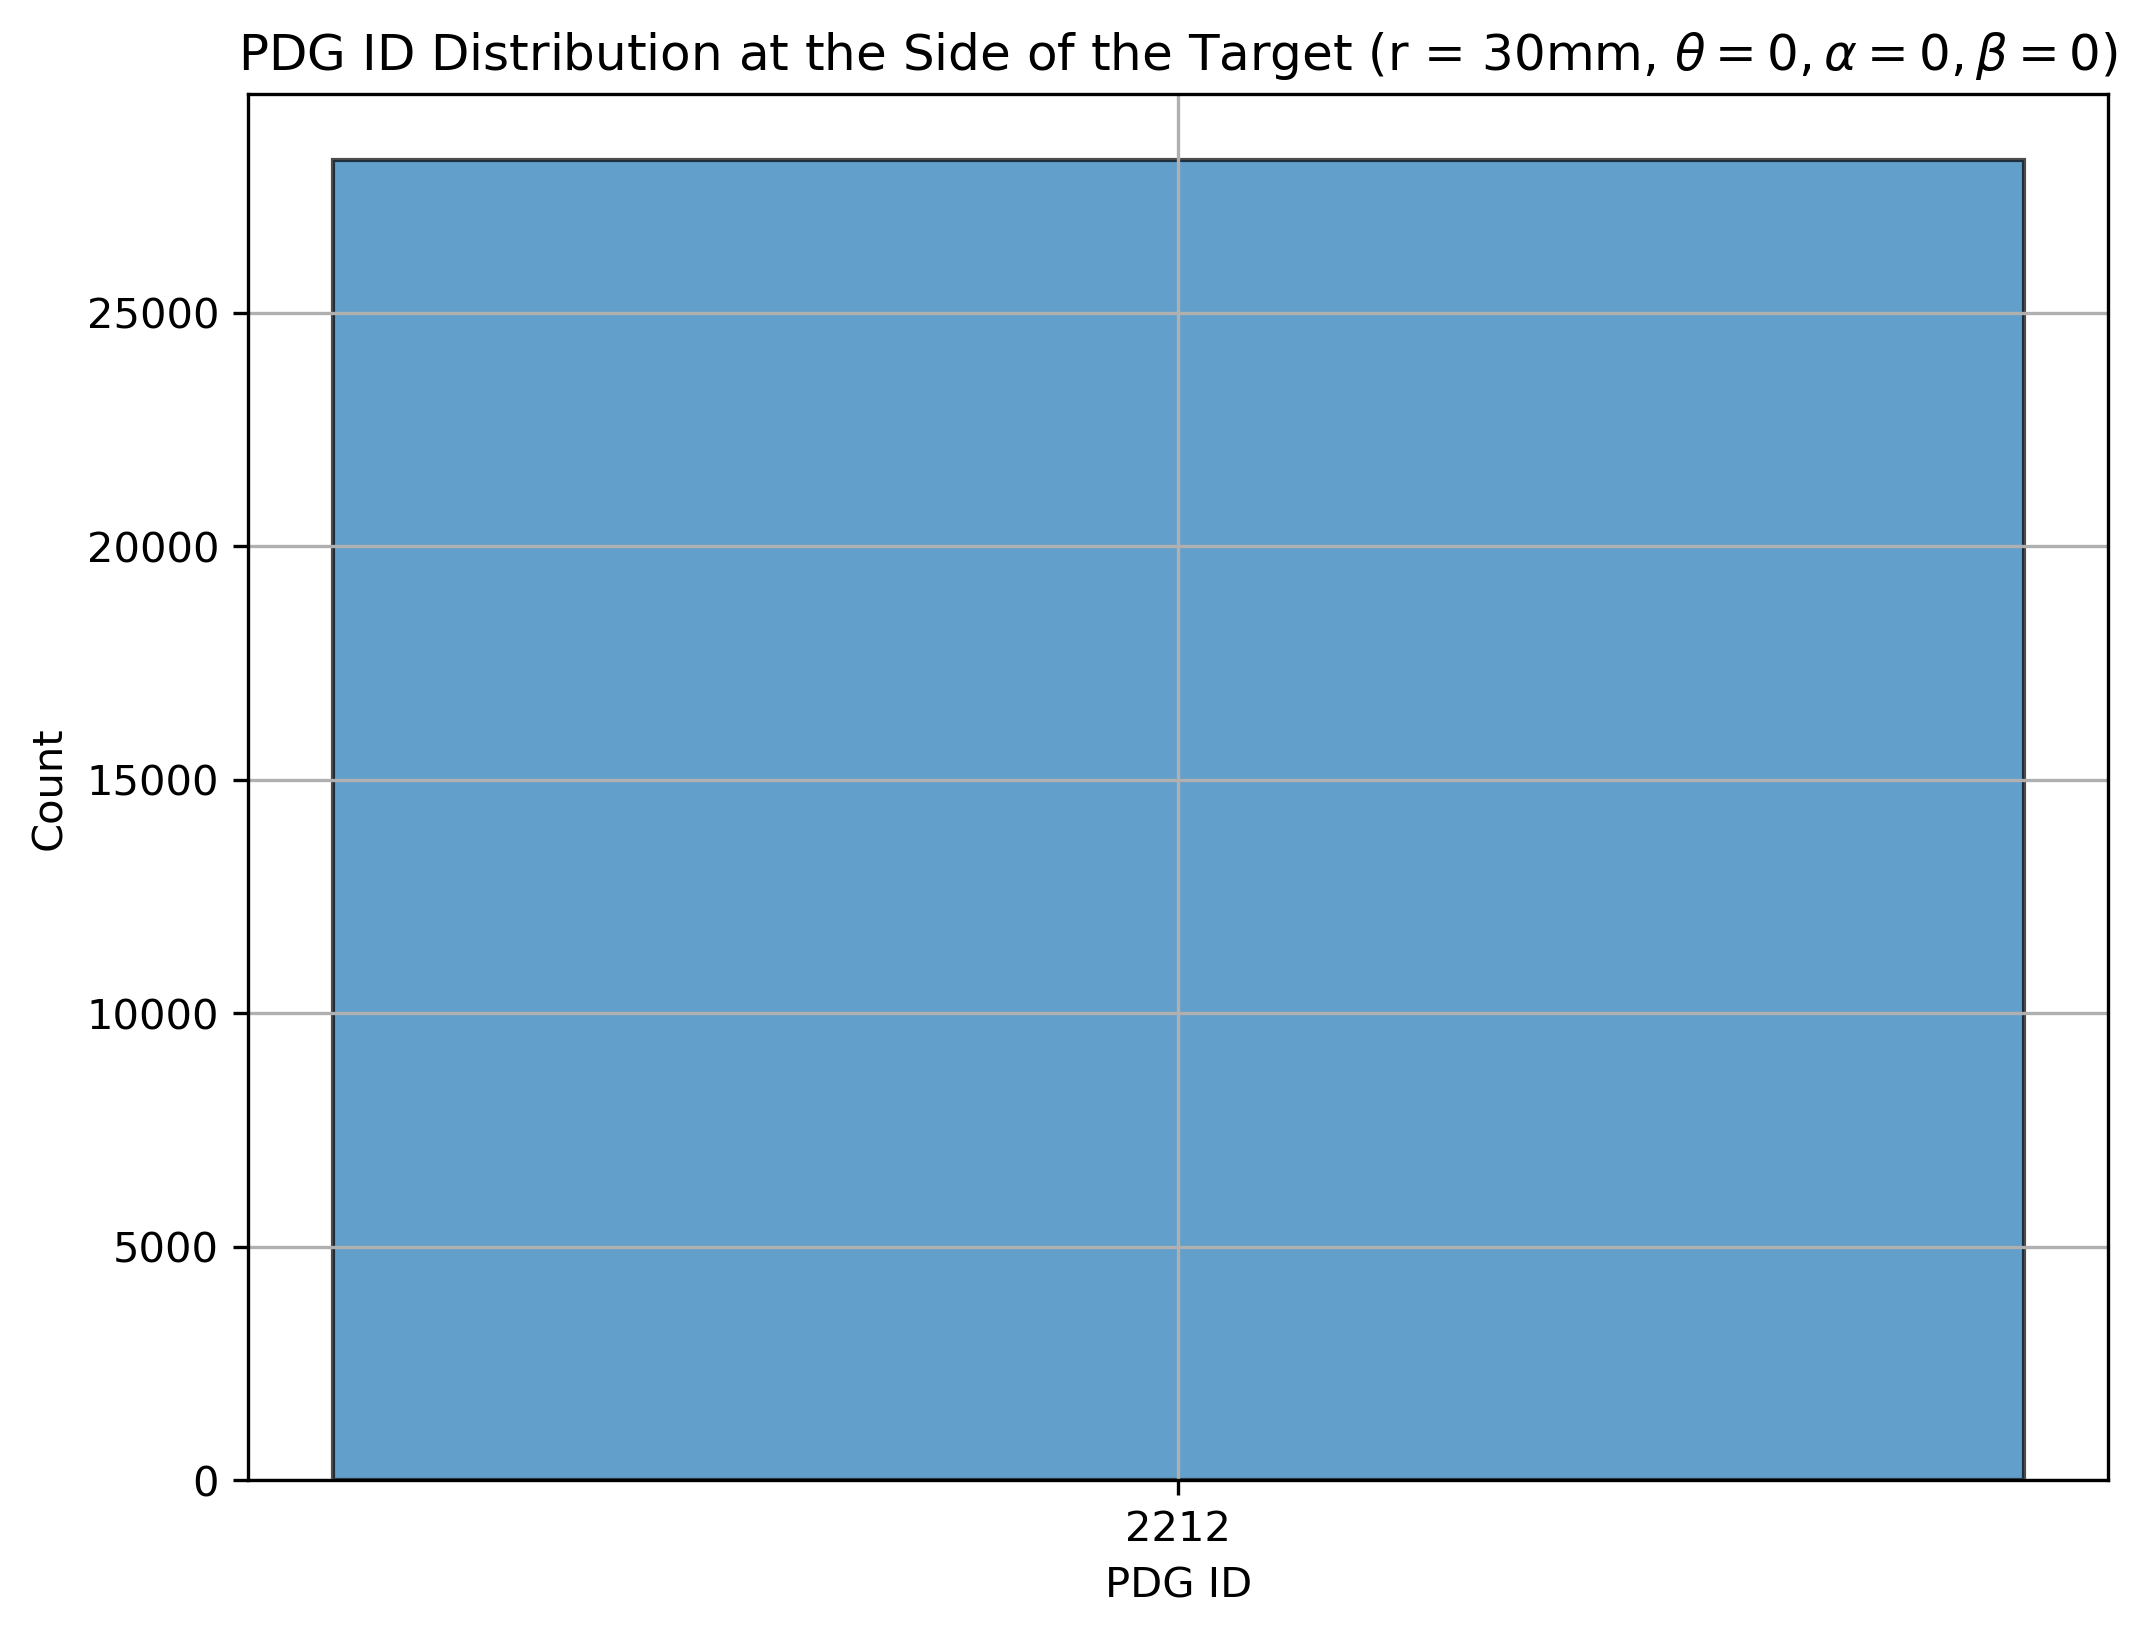 PDG ID Distribution at the Side of the Target (r = 30mm, θ = 0, α = 0, β = 0)
25000
20000
15000
10000
5000
0
Count
2212
PDG ID